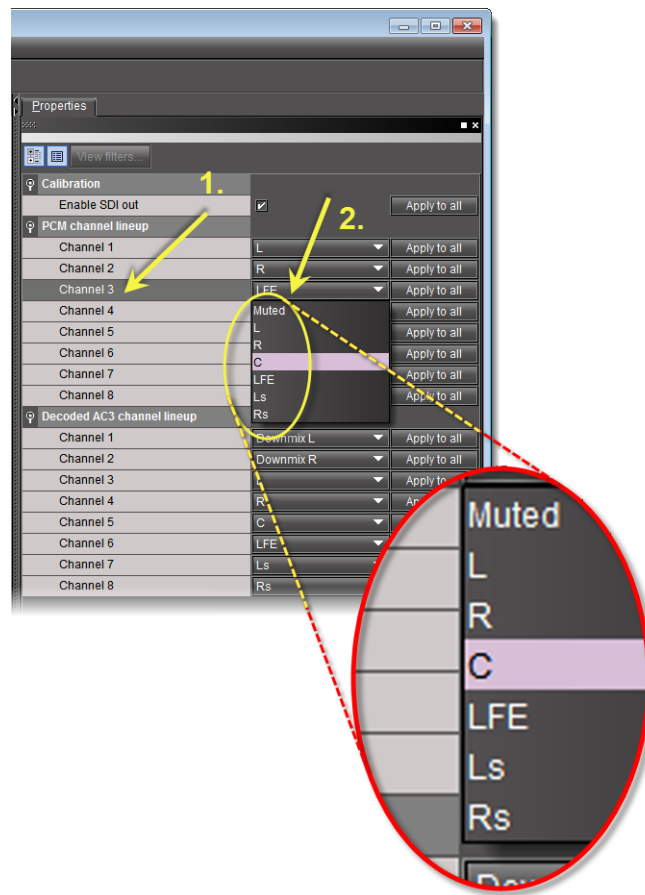 Properties
View filters...
Calibration
1.
Enable SDI out Apply to all
2.
PCM channel lineup
Channel 1 L Apply to all
Channel 2 R Apply to all
Channel 3 LFE Apply to all
Channel 4 Muted Apply to all
Channel 5 L Apply to all
R
Channel 6 C Apply to all
Channel 7 LFE Apply to all
Channel 8 Ls Apply to all
Rs
Decoded AC3 channel lineup
Channel 1 Downmix L Apply to all
Channel 2 Downmix R Apply to all
Channel 3 Apply to
Channel 4 R
Channel 5 C
Channel 6 LFE
Channel 7 Ls
Channel 8 Rs
Muted
L
R
C
LFE
Ls
Rs